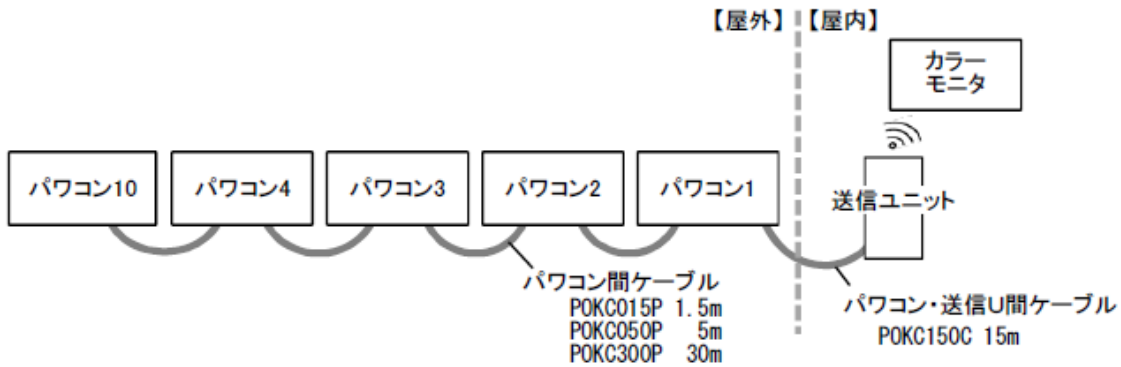 【屋外】【屋内】
カラー
モニタ
パワコン10
パワコン4
パワコン3
パワコン2
パワコン1
送信ユニット
パワコン間ケーブル
POKC015P 1.5m
POKC050P 5m
POKC300P 30m
パワコン・送信U間ケーブル
POKC150C 15m